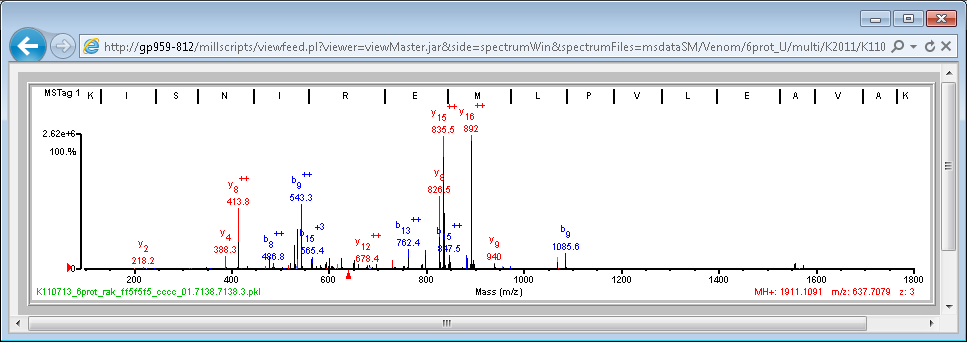 http://gp959-812/millscripts/viewfeed.pl?viewer=viewMaster.jar&side=spectrumWin&spectrumFiles=msdataSM/Venom/6prot_U/multi/K2011/K110
MSTag 1 K I S N I R E M L P V L E A V A K
y15 ++ y16 ++
835.5 892
2.62e+6
100.%
y8 ++ b9 ++ y8
413.8 543.3 826.5
y4 b8 ++ b15 +3 y12 ++ b13 ++ b15 ++ y9 b9
y2 388.3 486.8 565.4 678.4 762.4 847.5 940 1085.6
218.2
0
200 400 600 800 1000 1200 1400 1600 1800
Mass (m/z)
K110713_6prot_rak_ff5f5f5_cccc_01.7138.7138.3.pkl MH+: 1911.1091 m/z: 637.7079 z: 3